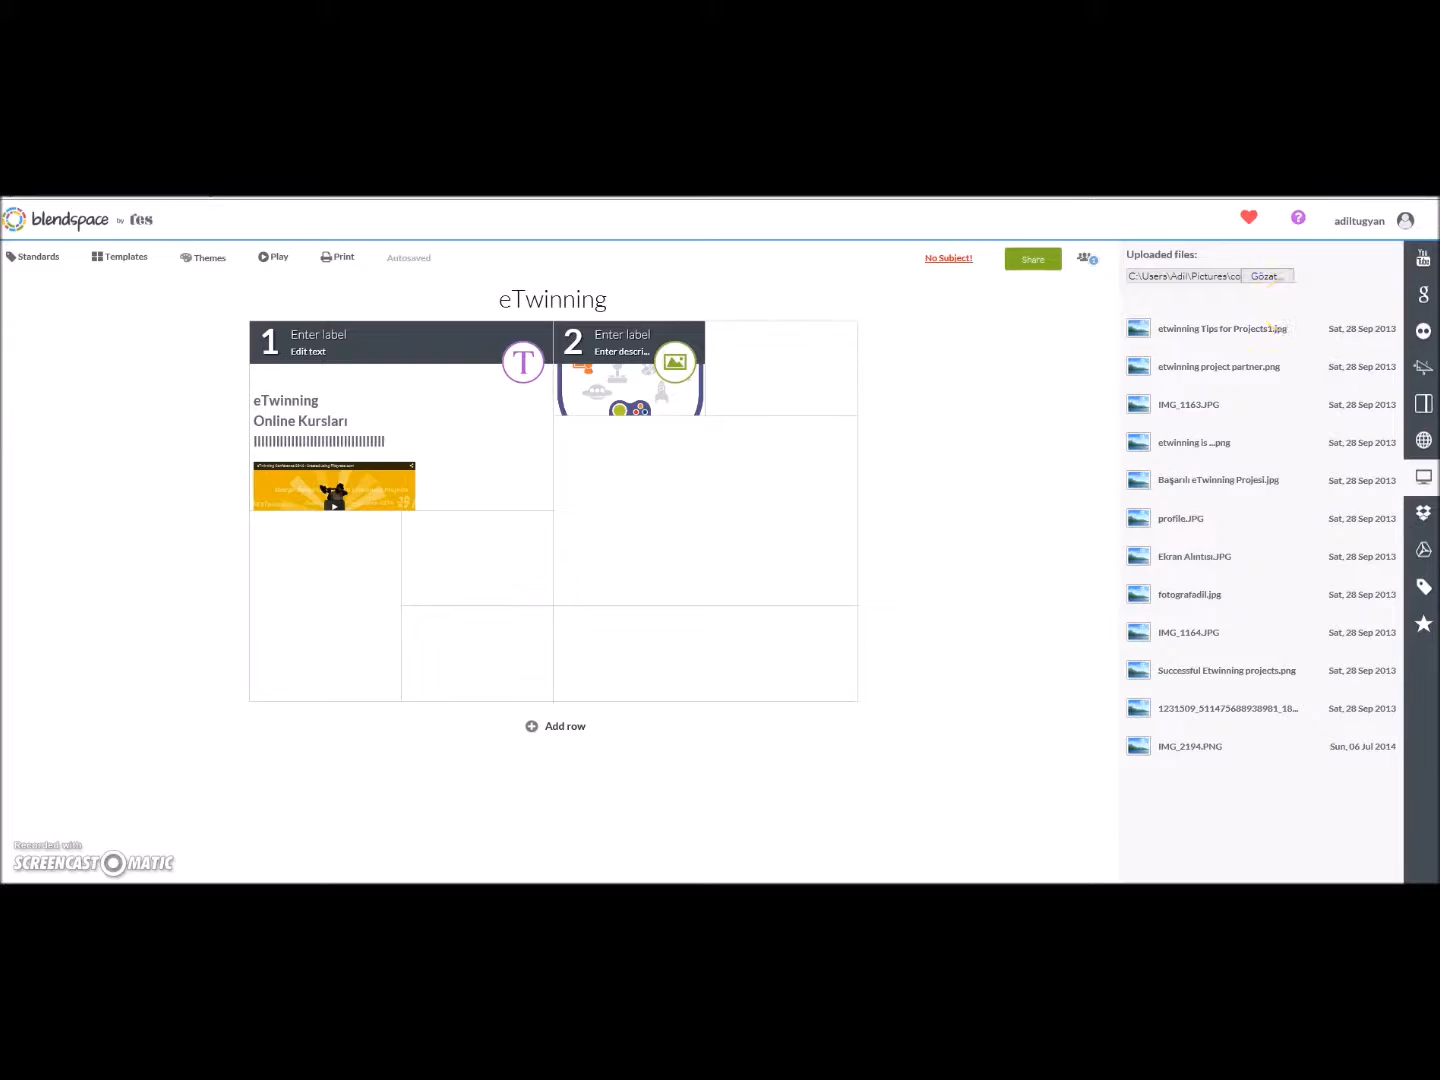 blendspace by tes
adiltugyan
Standards Templates Themes Play Print Autosaved
No Subject! Share
Uploaded files:
C:\Users\Adil\Pictures\co Gözat...
eTwinning
1 Enter label
Edit text
T
2 Enter label
Enter descri...
eTwinning
Online Kursları
Add row
etwinning Tips for Projects1.jpg Sat, 28 Sep 2013
etwinning project partner.png Sat, 28 Sep 2013
IMG_1163.JPG Sat, 28 Sep 2013
etwinning is ...png Sat, 28 Sep 2013
Başarılı eTwinning Projesi.jpg Sat, 28 Sep 2013
profile.JPG Sat, 28 Sep 2013
Ekran Alıntısı.JPG Sat, 28 Sep 2013
fotografadil.jpg Sat, 28 Sep 2013
IMG_1164.JPG Sat, 28 Sep 2013
Successful Etwinning projects.png Sat, 28 Sep 2013
1231509_511475688938981_18... Sat, 28 Sep 2013
IMG_2194.PNG Sun, 06 Jul 2014
You Tube
g
Recorded with
SCREENCAST-O-MATIC